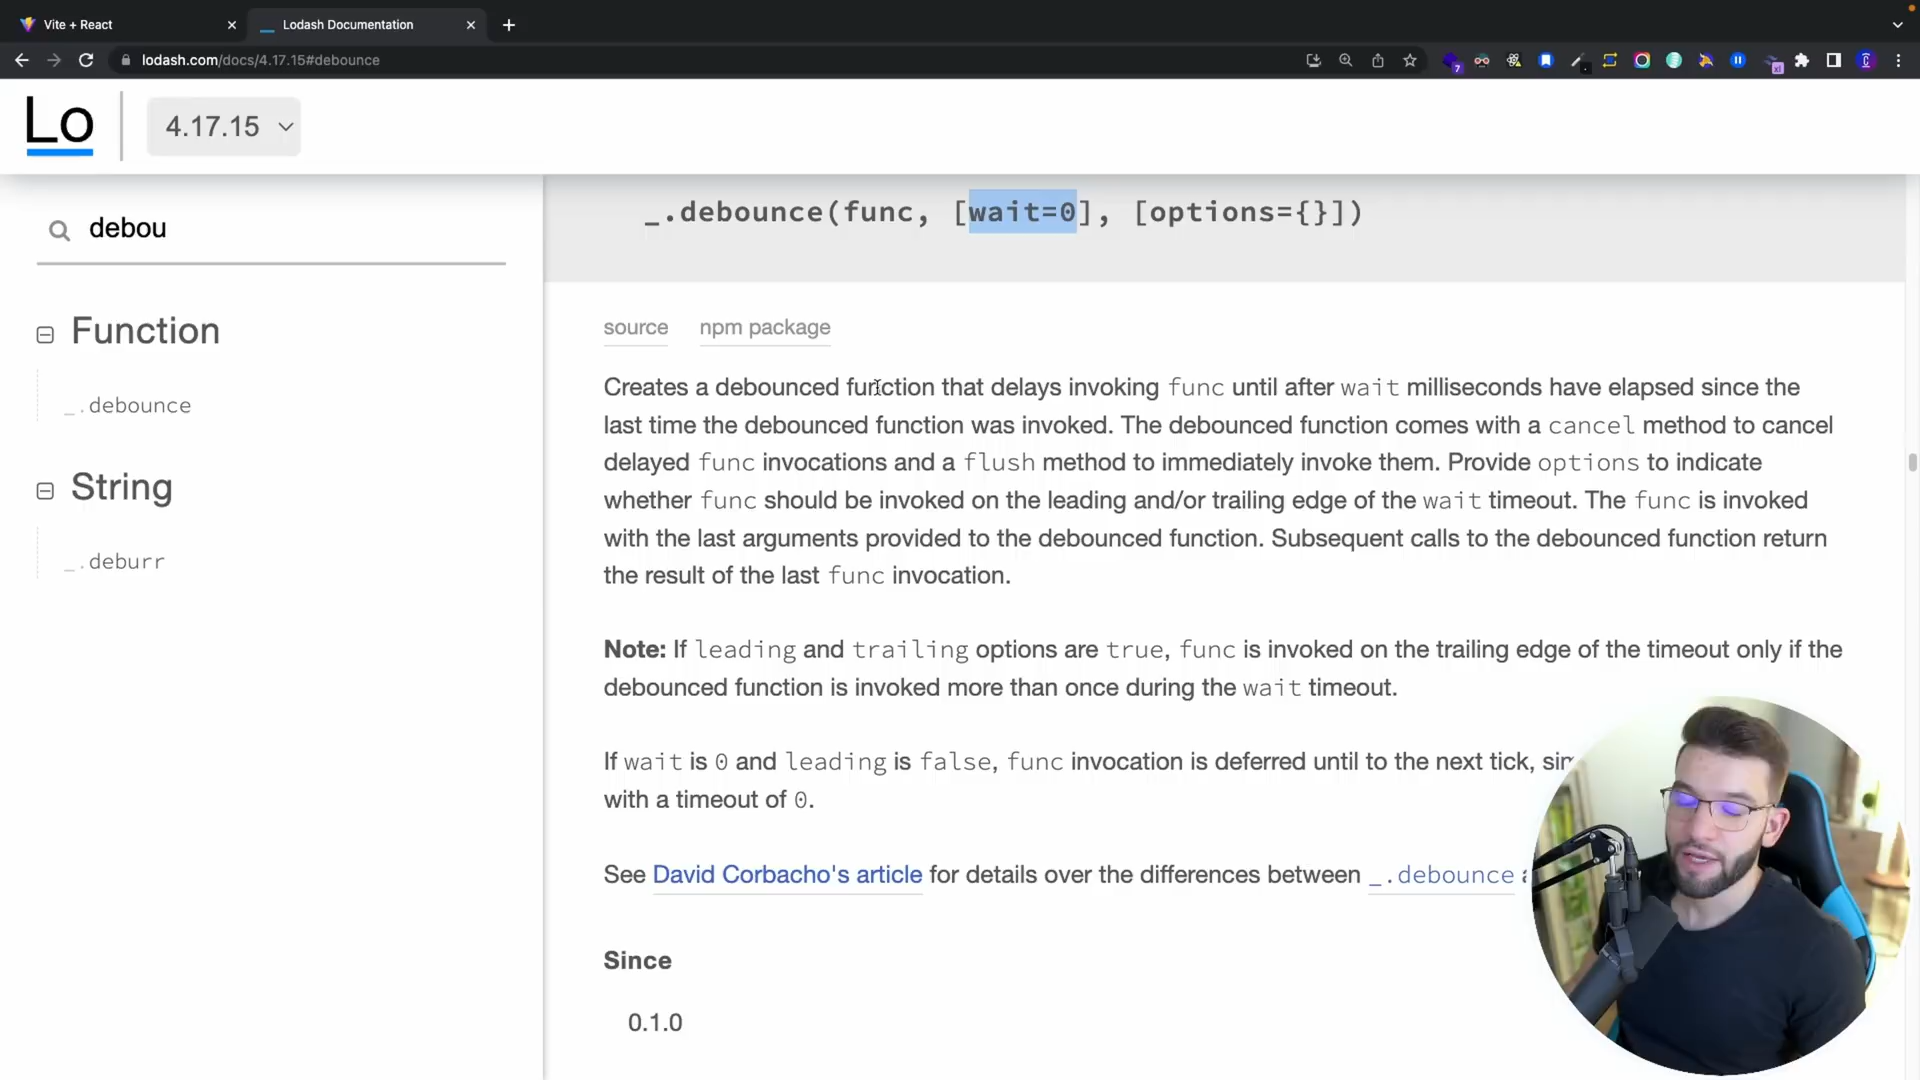 Vite + React
Lodash Documentation
lodash.com/docs/4.17.15#debounce
7
xl
Lo
4.17.15
debou
Function
_.debounce
String
_.deburr
_.debounce(func, [wait=0], [options={}])
source npm package
Creates a debounced function that delays invoking func until after wait milliseconds have elapsed since the
last time the debounced function was invoked. The debounced function comes with a cancel method to cancel
delayed func invocations and a flush method to immediately invoke them. Provide options to indicate
whether func should be invoked on the leading and/or trailing edge of the wait timeout. The func is invoked
with the last arguments provided to the debounced function. Subsequent calls to the debounced function return
the result of the last func invocation.
Note: If leading and trailing options are true, func is invoked on the trailing edge of the timeout only if the
debounced function is invoked more than once during the wait timeout.
If wait is 0 and leading is false, func invocation is deferred until to the next tick,
with a timeout of 0.
See David Corbacho's article for details over the differences between _.debounce
Since
0.1.0